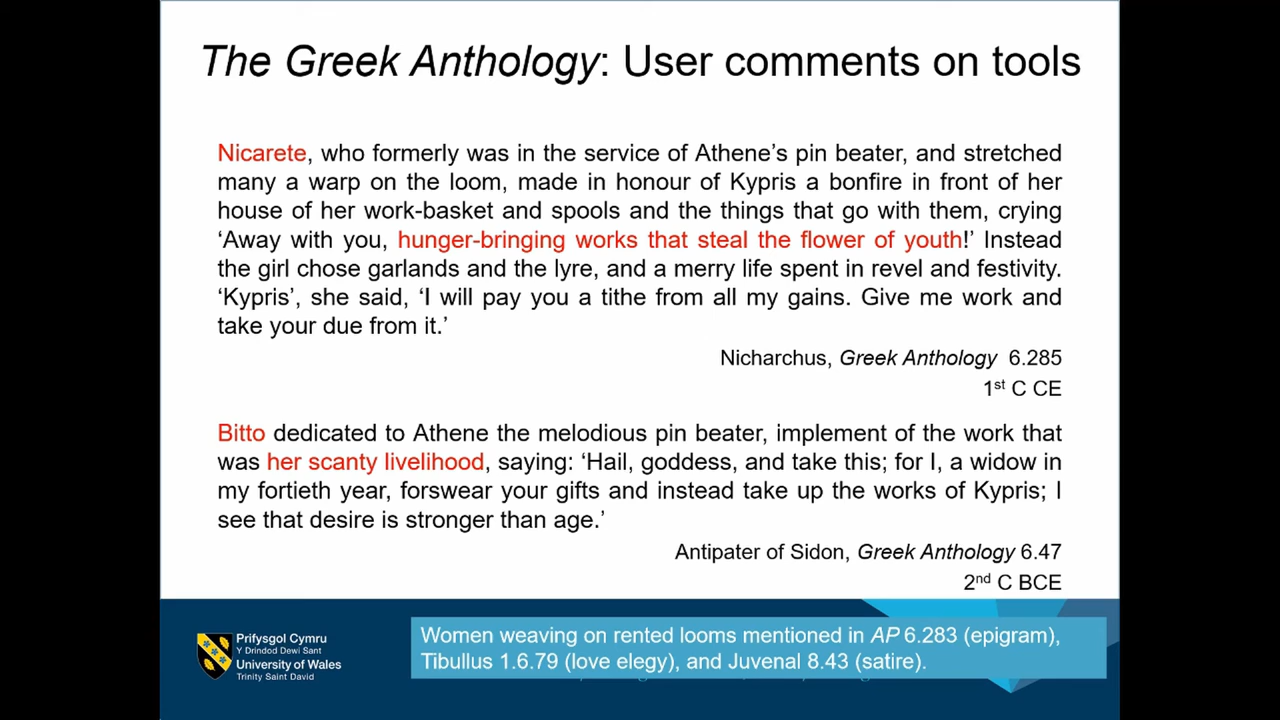 The Greek Anthology: User comments on tools
Nicarete, who formerly was in the service of Athene's pin beater, and stretched
many a warp on the loom, made in honour of Kypris a bonfire in front of her
house of her work-basket and spools and the things that go with them, crying
'Away with you, hunger-bringing works that steal the flower of youth!' Instead
the girl chose garlands and the lyre, and a merry life spent in revel and festivity.
'Kypris', she said, 'I will pay you a tithe from all my gains. Give me work and
take your due from it.'
Nicharchus, Greek Anthology 6.285
1st C CE
Bitto dedicated to Athene the melodious pin beater, implement of the work that
was her scanty livelihood, saying: 'Hail, goddess, and take this; for I, a widow in
my fortieth year, forswear your gifts and instead take up the works of Kypris; I
see that desire is stronger than age.'
Antipater of Sidon, Greek Anthology 6.47
2nd C BCE
Prifysgol Cymru
Y Drindod Dewi Sant
University of Wales
Trinity Saint David
Women weaving on rented looms mentioned in AP 6.283 (epigram),
Tibullus 1.6.79 (love elegy), and Juvenal 8.43 (satire).